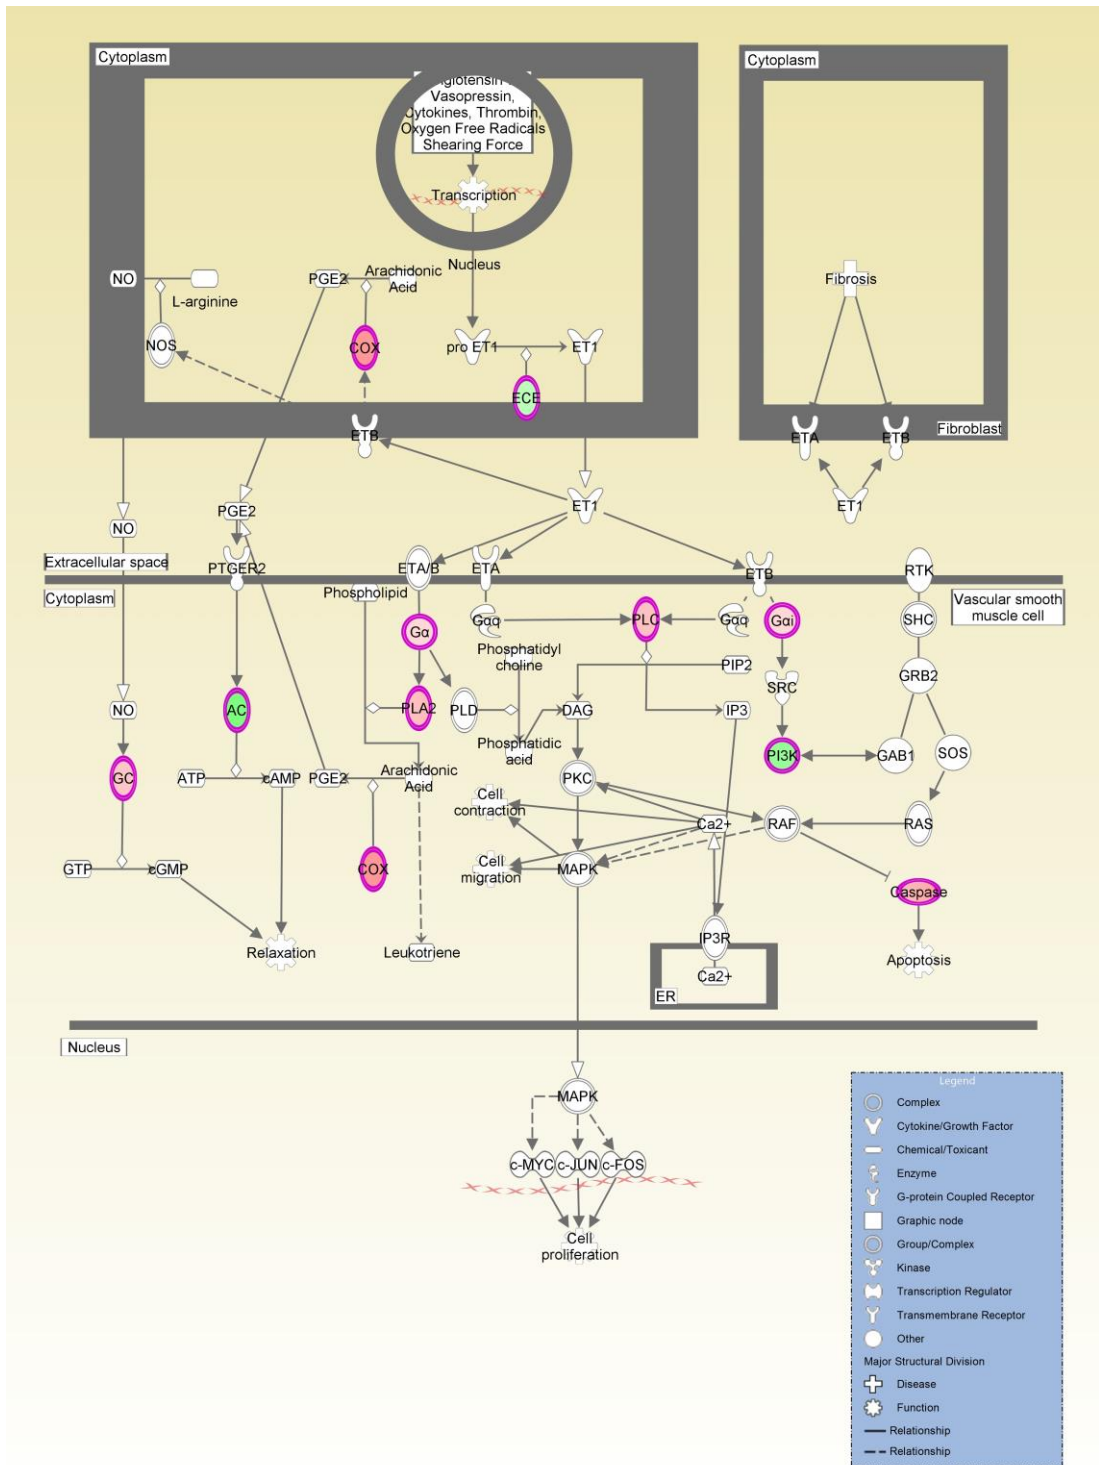 Cytoplasm
Vasopressin,
Cytokines, Thrombin,
Oxygen Free Radicals
Shearing Force
Transcription
Nucleus
NO
L-arginine
NOS
PGE2
Arachidonic
Acid
COX
pro ET1
ET1
ECE
ETB
Cytoplasm
Fibrosis
Fibroblast
ETA
ETB
ET1
ET1
PGE2
NO
Extracellular space
Cytoplasm
PTGER2
ETA/B
ETA
ETB
RTK
Vascular smooth
muscle cell
Phospholipid
Gα
Gαq
PLC
Gαq
Gαi
SHC
Phosphatidyl
choline
PIP2
SRC
GRB2
NO
AC
PLA2
PLD
DAG
IP3
Phosphatidic
acid
PI3K
GAB1
SOS
GC
ATP
cAMP
PGE2
Arachidonic
Acid
PKC
Cell
contraction
Ca2+
RAF
RAS
GTP
cGMP
COX
Cell
migration
MAPK
Caspase
Relaxation
Leukotriene
IP3R
Ca2+
ER
Apoptosis
Nucleus
MAPK
c-MYC
c-JUN
c-FOS
Cell
proliferation
Legend
Complex
Cytokine/Growth Factor
Chemical/Toxicant
Enzyme
G-protein Coupled Receptor
Graphic node
Group/Complex
Kinase
Transcription Regulator
Transmembrane Receptor
Other
Major Structural Division
Disease
Function
Relationship
Relationship